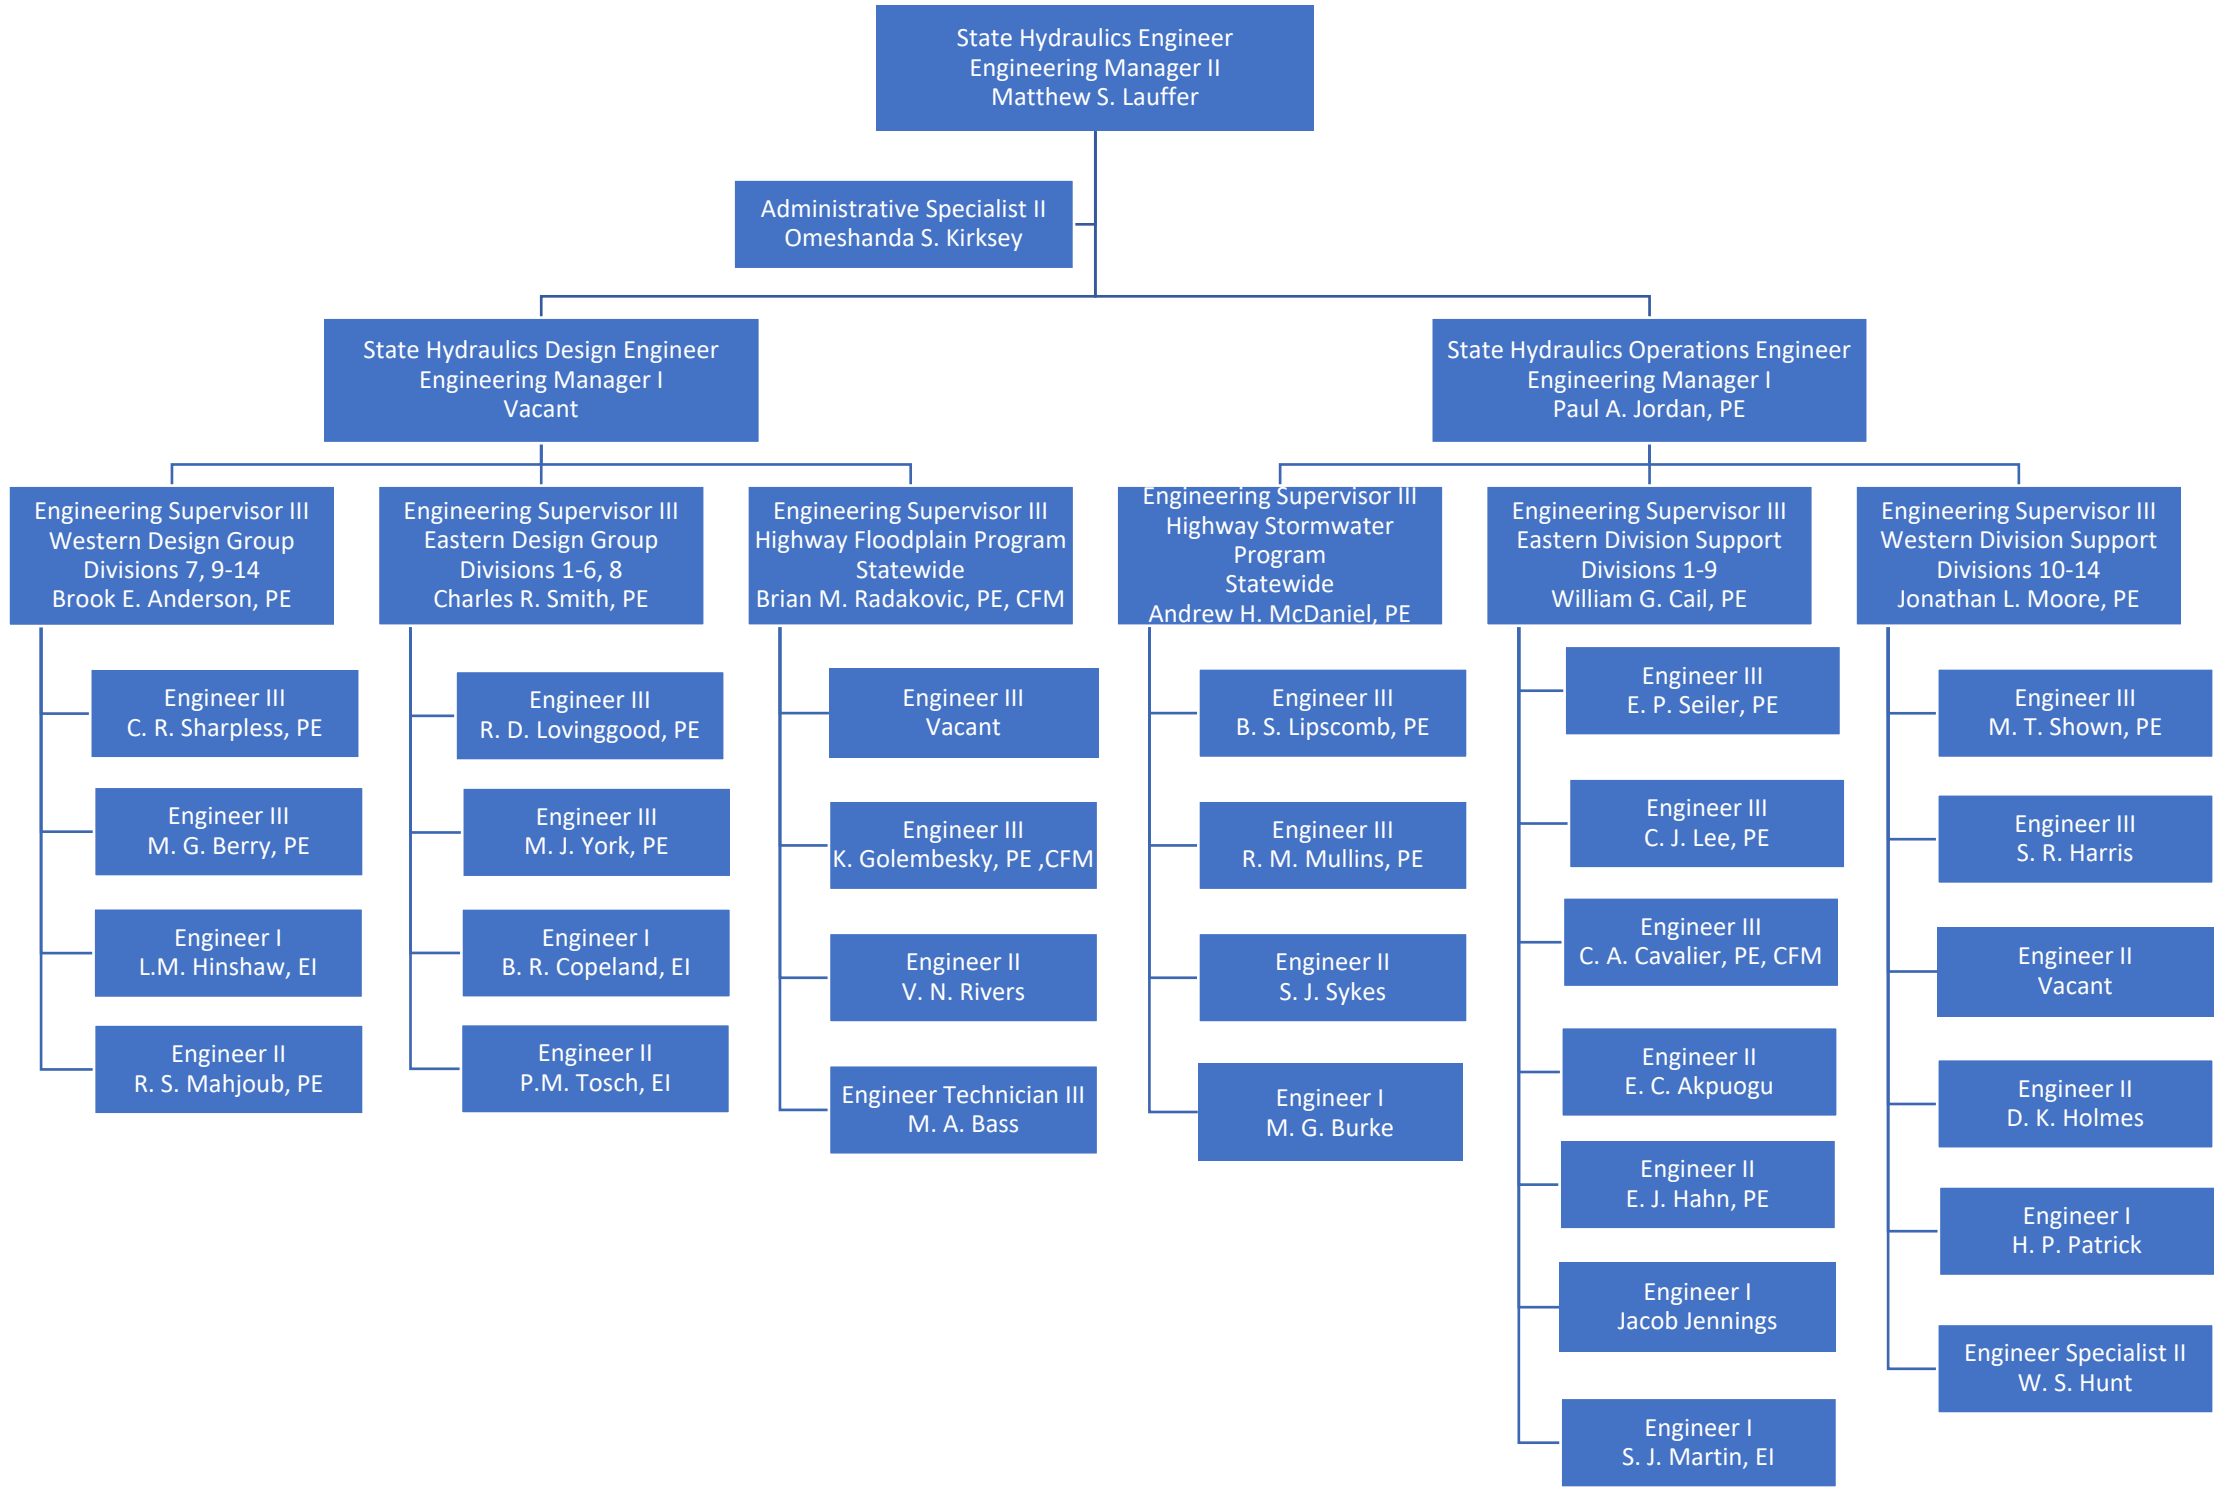 State Hydraulics Engineer
Engineering Manager II
Matthew S. Lauffer
Administrative Specialist II
Omeshanda S. Kirksey
State Hydraulics Design Engineer
Engineering Manager I
Vacant
State Hydraulics Operations Engineer
Engineering Manager I
Paul A. Jordan, PE
Engineering Supervisor III
Western Design Group
Divisions 7, 9-14
Brook E. Anderson, PE
Engineering Supervisor III
Eastern Design Group
Divisions 1-6, 8
Charles R. Smith, PE
Engineering Supervisor III
Highway Floodplain Program
Statewide
Brian M. Radakovic, PE, CFM
Engineering Supervisor III
Highway Stormwater
Program
Statewide
Andrew H. McDaniel, PE
Engineering Supervisor III
Eastern Division Support
Divisions 1-9
William G. Cail, PE
Engineering Supervisor III
Western Division Support
Divisions 10-14
Jonathan L. Moore, PE
Engineer III
C. R. Sharpless, PE
Engineer III
M. G. Berry, PE
Engineer I
L.M. Hinshaw, EI
Engineer II
R. S. Mahjoub, PE
Engineer III
R. D. Lovinggood, PE
Engineer III
M. J. York, PE
Engineer I
B. R. Copeland, EI
Engineer II
P.M. Tosch, EI
Engineer III
Vacant
Engineer III
K. Golembesky, PE ,CFM
Engineer II
V. N. Rivers
Engineer Technician III
M. A. Bass
Engineer III
B. S. Lipscomb, PE
Engineer III
R. M. Mullins, PE
Engineer II
S. J. Sykes
Engineer I
M. G. Burke
Engineer III
E. P. Seiler, PE
Engineer III
C. J. Lee, PE
Engineer III
C. A. Cavalier, PE, CFM
Engineer II
E. C. Akpuogu
Engineer II
E. J. Hahn, PE
Engineer I
Jacob Jennings
Engineer I
S. J. Martin, EI
Engineer III
M. T. Shown, PE
Engineer III
S. R. Harris
Engineer II
Vacant
Engineer II
D. K. Holmes
Engineer I
H. P. Patrick
Engineer Specialist II
W. S. Hunt